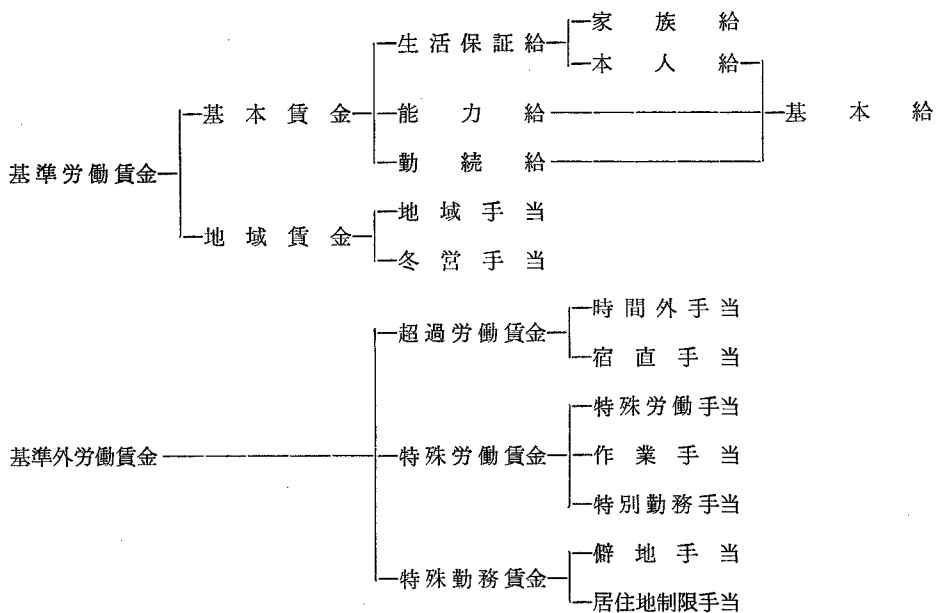 家族給
生活保証給
本人給
基本賃金
能力給
基本給
勤続給
基準労働賃金
地域手当
地域賃金
冬営手当
時間外手当
超過労働賃金
宿直手当
特殊労働手当
基準外労働賃金
特殊労働賃金
作業手当
特別勤務手当
僻地手当
特殊勤務賃金
居住地制限手当